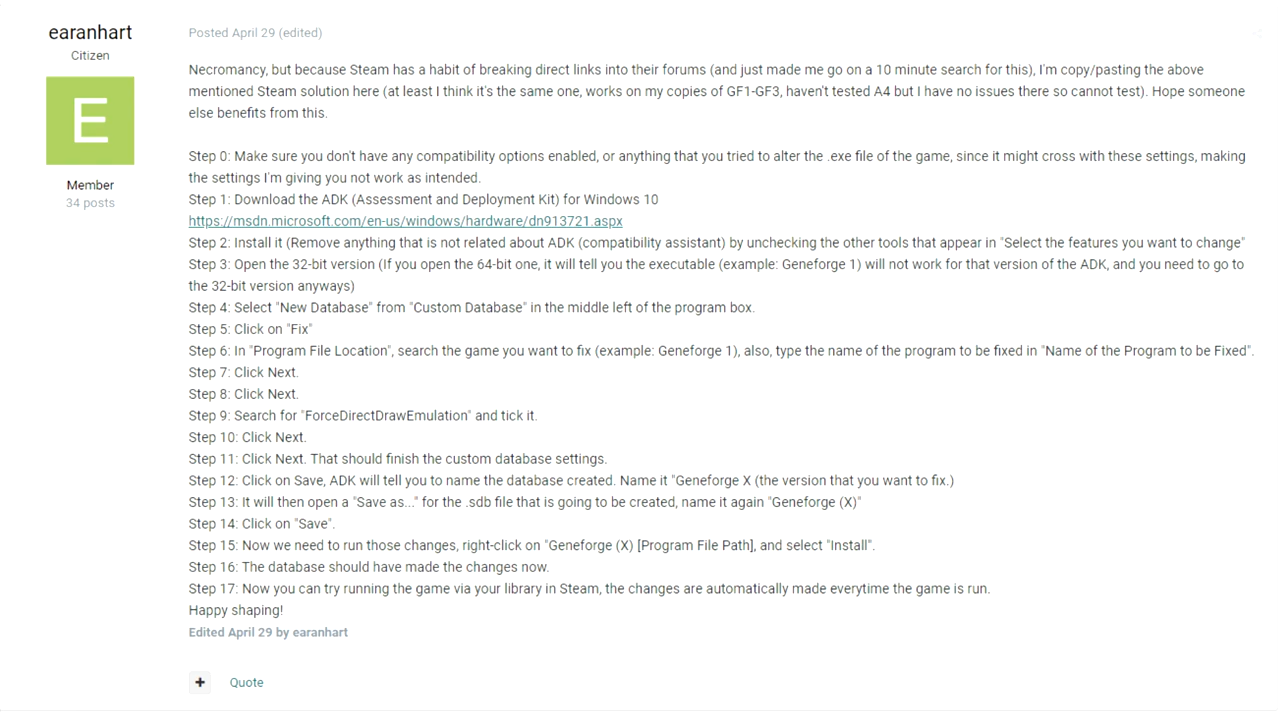 earanhart
Citizen
E
Member
34 posts
Posted April 29 (edited)
Necromancy, but because Steam has a habit of breaking direct links into their forums (and just made me go on a 10 minute search for this), I'm copy/pasting the above
mentioned Steam solution here (at least I think it's the same one, works on my copies of GF1-GF3, haven't tested A4 but I have no issues there so cannot test). Hope someone
else benefits from this.
Step 0: Make sure you don't have any compatibility options enabled, or anything that you tried to alter the .exe file of the game, since it might cross with these settings, making
the settings I'm giving you not work as intended.
Step 1: Download the ADK (Assessment and Deployment Kit) for Windows 10
https://msdn.microsoft.com/en-us/windows/hardware/dn913721.aspx
Step 2: Install it (Remove anything that is not related about ADK (compatibility assistant) by unchecking the other tools that appear in "Select the features you want to change"
Step 3: Open the 32-bit version (If you open the 64-bit one, it will tell you the executable (example: Geneforge 1) will not work for that version of the ADK, and you need to go to
the 32-bit version anyways)
Step 4: Select "New Database" from "Custom Database" in the middle left of the program box.
Step 5: Click on "Fix"
Step 6: In "Program File Location", search the game you want to fix (example: Geneforge 1), also, type the name of the program to be fixed in "Name of the Program to be Fixed".
Step 7: Click Next.
Step 8: Click Next.
Step 9: Search for "ForceDirectDrawEmulation" and tick it.
Step 10: Click Next.
Step 11: Click Next. That should finish the custom database settings.
Step 12: Click on Save, ADK will tell you to name the database created. Name it "Geneforge X (the version that you want to fix.)
Step 13: It will then open a "Save as..." for the .sdb file that is going to be created, name it again "Geneforge (X)"
Step 14: Click on "Save".
Step 15: Now we need to run those changes, right-click on "Geneforge (X) [Program File Path], and select "Install".
Step 16: The database should have made the changes now.
Step 17: Now you can try running the game via your library in Steam, the changes are automatically made everytime the game is run.
Happy shaping!
Edited April 29 by earanhart
+ Quote